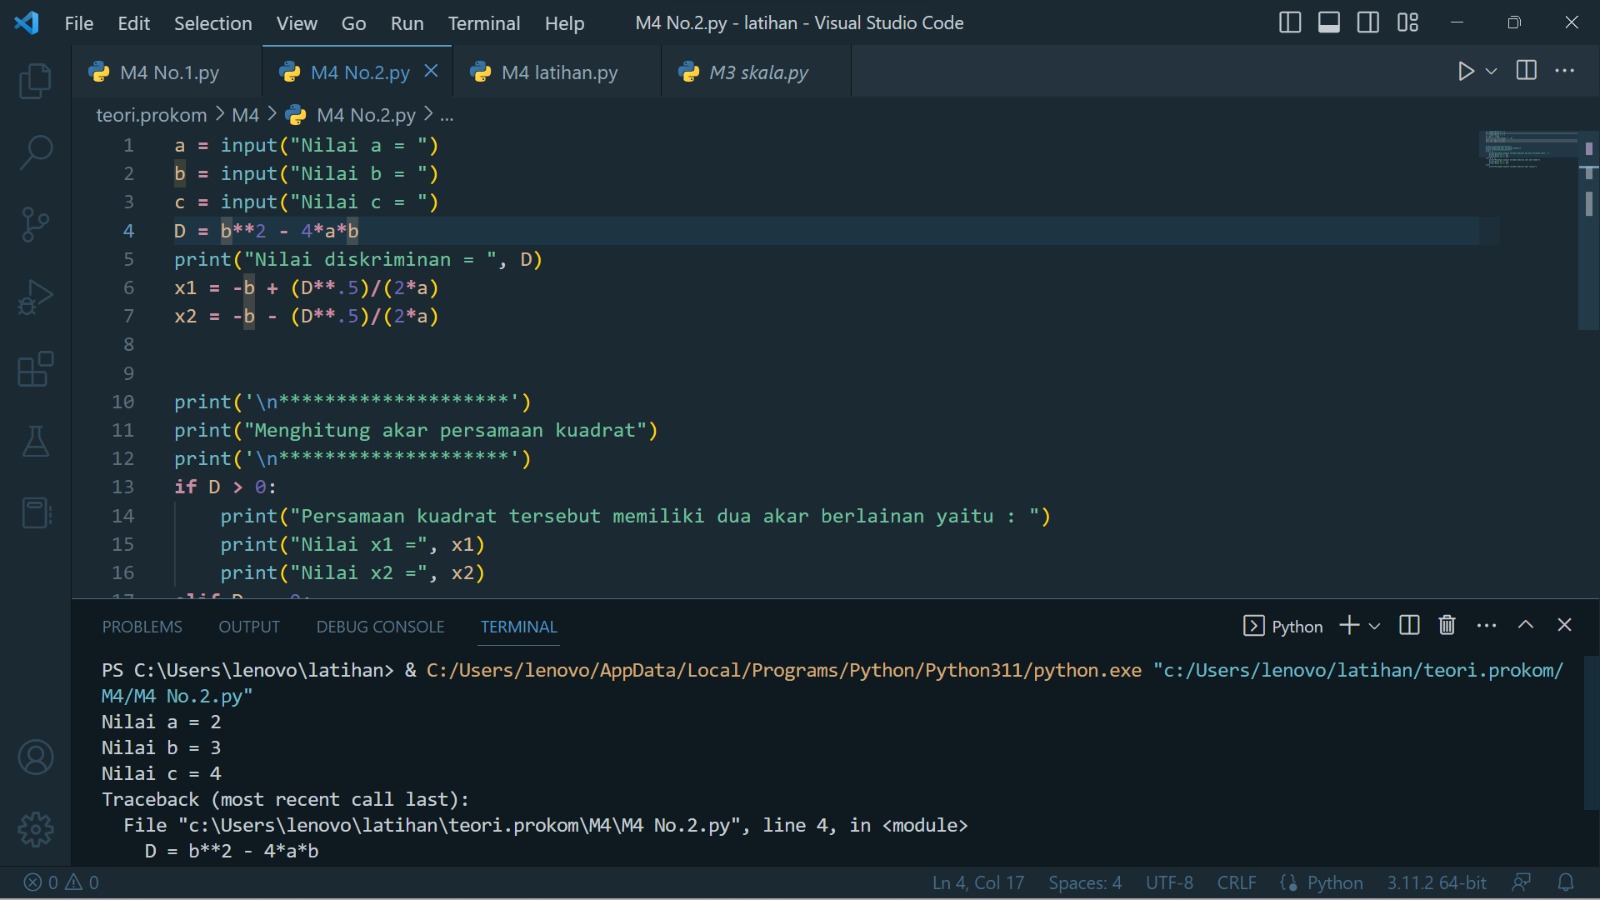 File Edit Selection View Go Run Terminal Help M4 No.2.py - latihan - Visual Studio Code
M4 No.1.py M4 No.2.py M4 latihan.py M3 skala.py
teori.prokom > M4 > M4 No.2.py > ...
1 a = input("Nilai a = ")
2 b = input("Nilai b = ")
3 c = input("Nilai c = ")
4 D = b**2 - 4*a*b
5 print("Nilai diskriminan = ", D)
6 x1 = -b + (D**.5)/(2*a)
7 x2 = -b - (D**.5)/(2*a)
8
9
10 print('\n********************')
11 print("Menghitung akar persamaan kuadrat")
12 print('\n********************')
13 if D > 0:
14 print("Persamaan kuadrat tersebut memiliki dua akar berlainan yaitu : ")
15 print("Nilai x1 =", x1)
16 print("Nilai x2 =", x2)
PROBLEMS OUTPUT DEBUG CONSOLE TERMINAL Python
PS C:\Users\lenovo\latihan> & C:/Users/lenovo/AppData/Local/Programs/Python/Python311/python.exe "c:/Users/lenovo/latihan/teori.prokom/
M4/M4 No.2.py"
Nilai a = 2
Nilai b = 3
Nilai c = 4
Traceback (most recent call last):
File "c:\Users\lenovo\latihan\teori.prokom\M4\M4 No.2.py", line 4, in <module>
D = b**2 - 4*a*b
0 0 Ln 4, Col 17 Spaces: 4 UTF-8 CRLF Python 3.11.2 64-bit